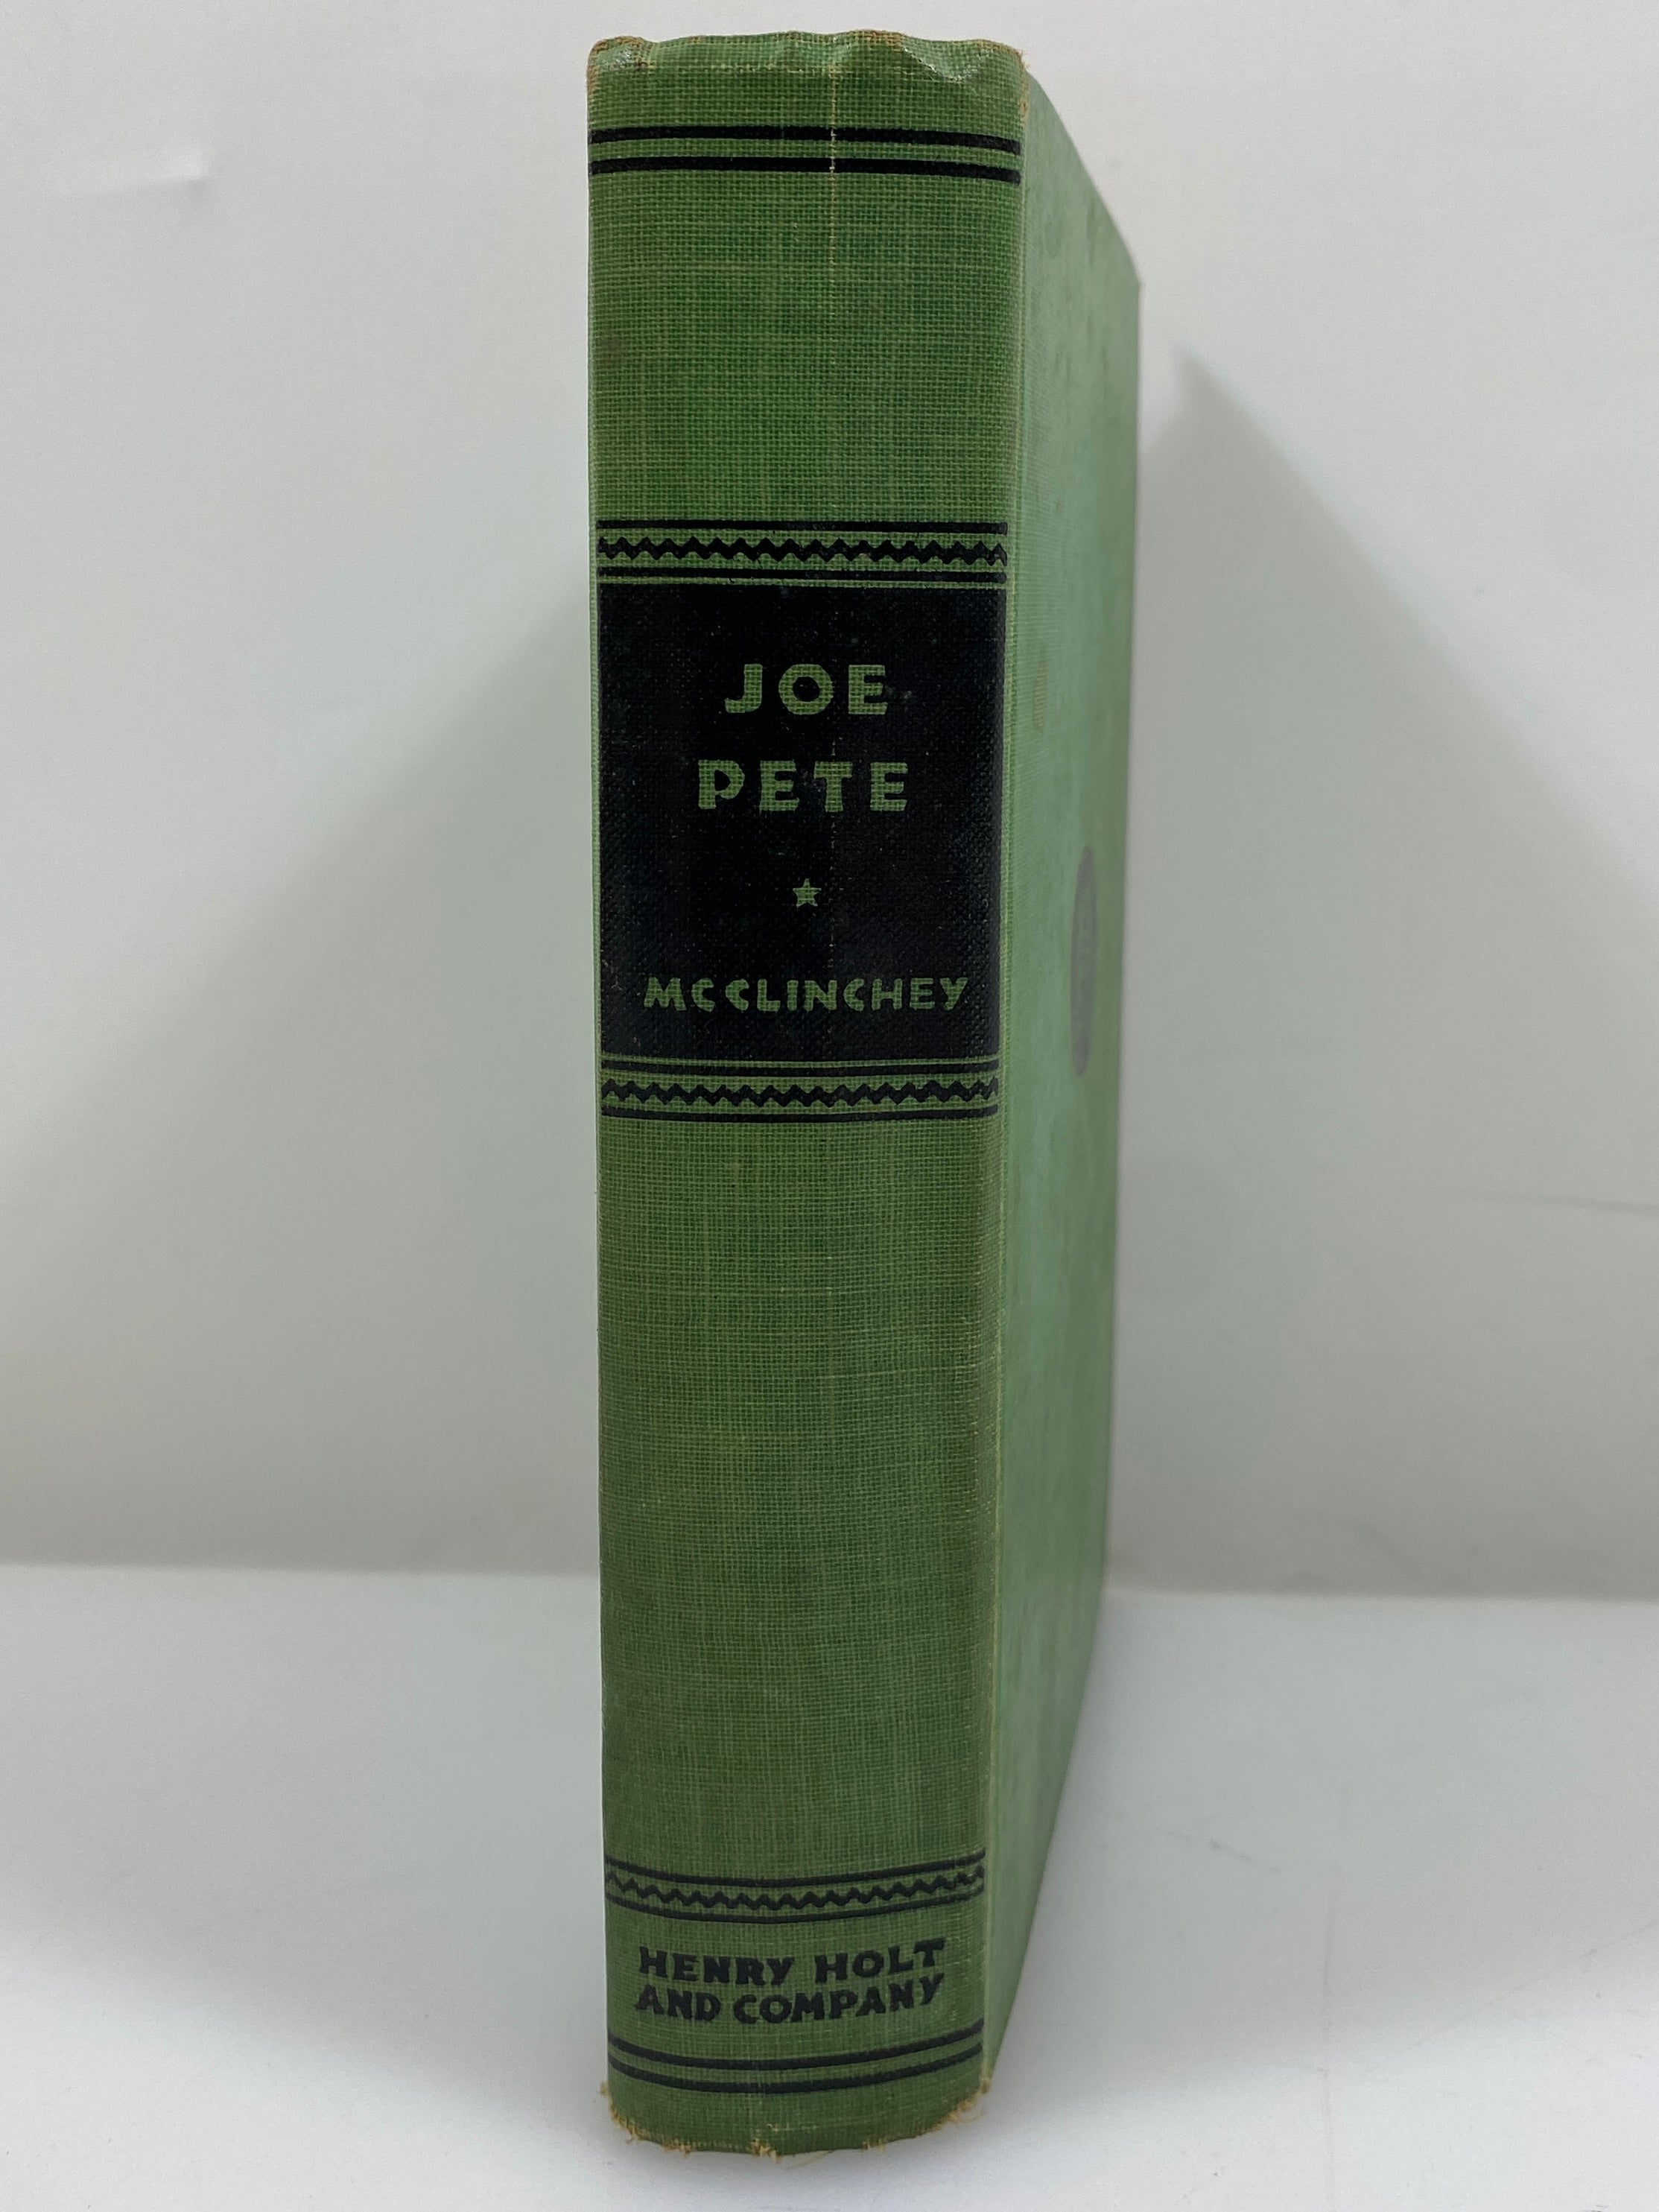 JOE
PETE
MCCLINCHEY
HENRY HOLT
AND COMPANY